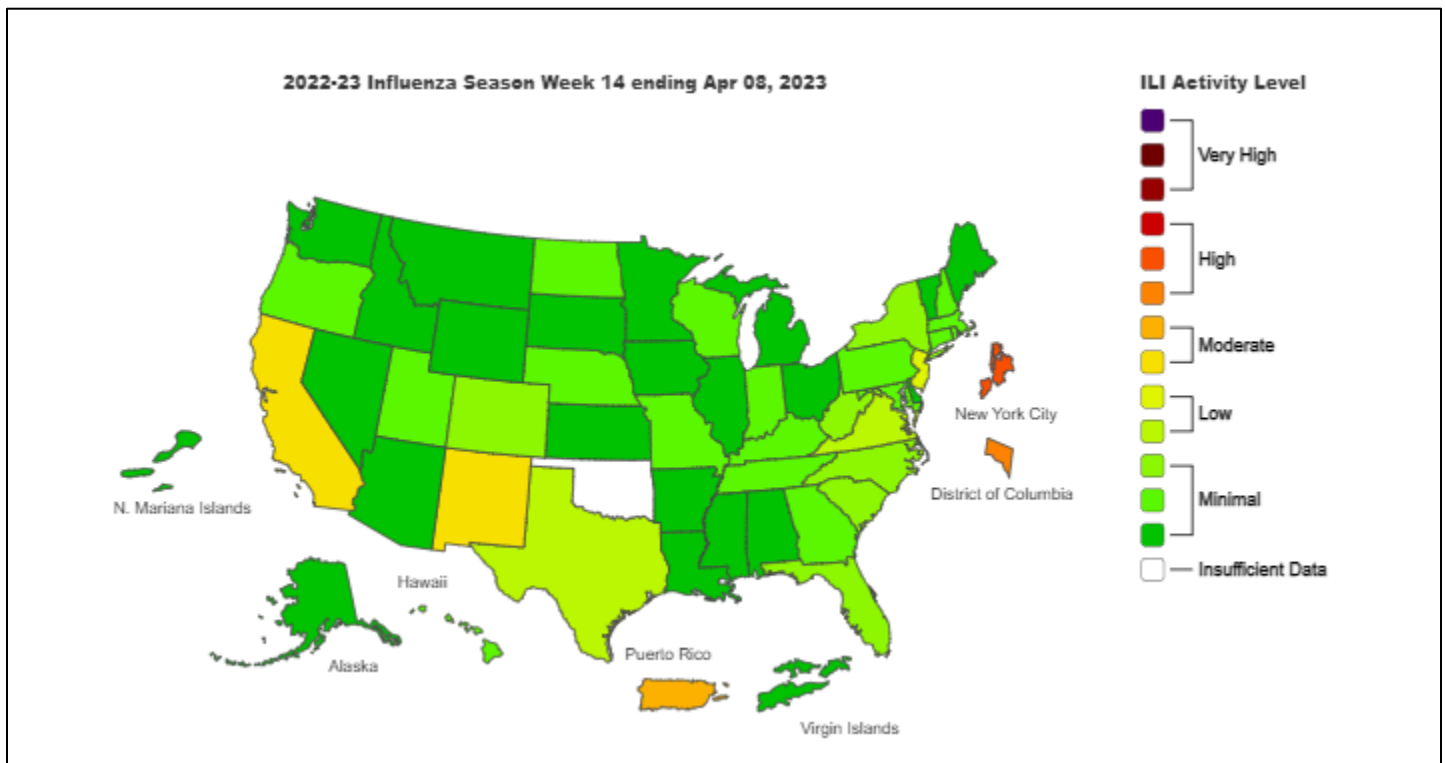 2022-23 Influenza Season Week 14 ending Apr 08, 2023
ILI Activity Level
Very High
High
Moderate
Low
Minimal
Insufficient Data
New York City
District of Columbia
N. Mariana Islands
Hawaii
Alaska
Puerto Rico
Virgin Islands